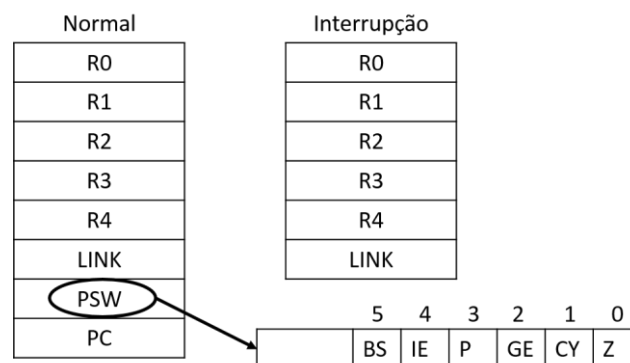 Normal
R0
R1
R2
R3
R4
LINK
PSW
PC
Interrupção
R0
R1
R2
R3
R4
LINK
5 4 3 2 1 0
BS IE P GE CY Z